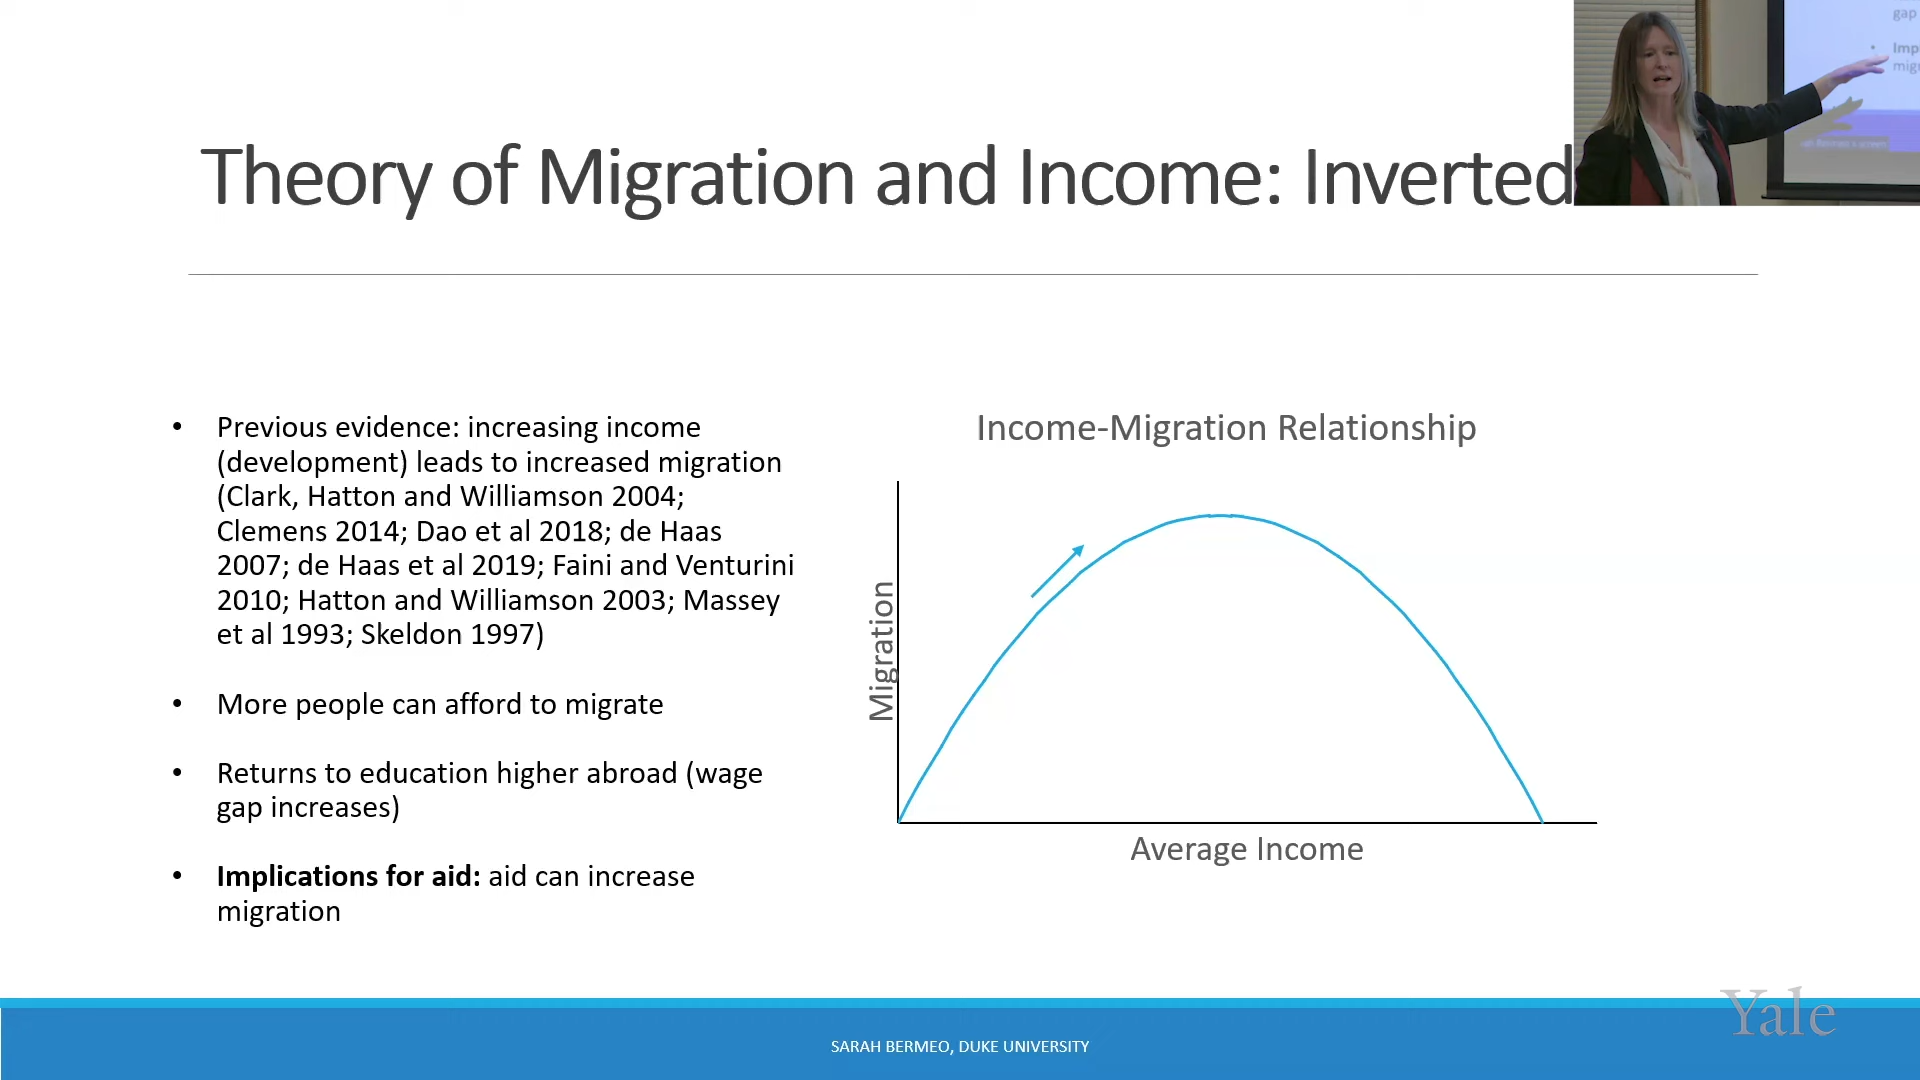 Theory of Migration and Income: Inverted
gap
Imp
migr
• Previous evidence: increasing income
(development) leads to increased migration
(Clark, Hatton and Williamson 2004;
Clemens 2014; Dao et al 2018; de Haas
2007; de Haas et al 2019; Faini and Venturini
2010; Hatton and Williamson 2003; Massey
et al 1993; Skeldon 1997)
• More people can afford to migrate
• Returns to education higher abroad (wage
gap increases)
• Implications for aid: aid can increase
migration
Income-Migration Relationship
Migration
Average Income
Yale
SARAH BERMEO, DUKE UNIVERSITY